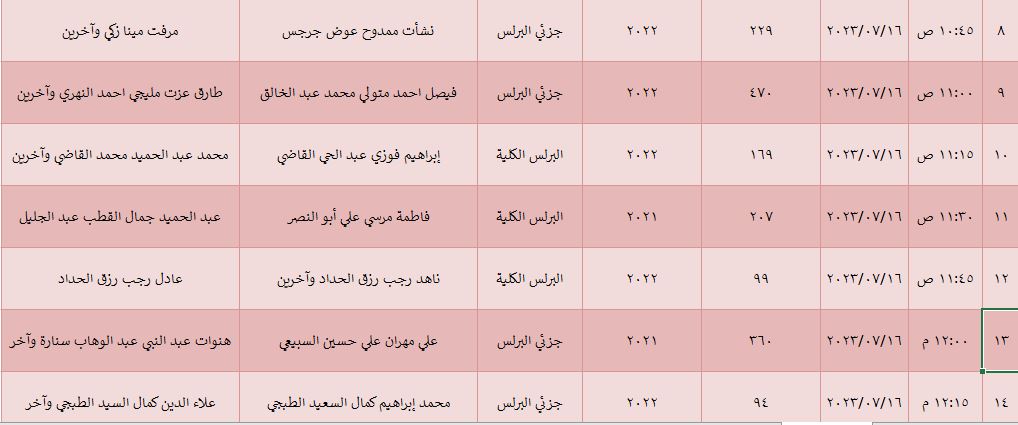 ٨ ١٠:٤٥ ص ٢٠٢٣/٠٧/١٦ ٢٢٩ ٢٠٢٢ جزئي البرلس نشأت ممدوح عوض جرجس مرفت مينا زكي وآخرين
٩ ١١:٠٠ ص ٢٠٢٣/٠٧/١٦ ٤٧٠ ٢٠٢٢ جزئي البرلس فيصل احمد متولي محمد عبد الخالق طارق عزت مليجي احمد النهري وآخرين
١٠ ١١:١٥ ص ٢٠٢٣/٠٧/١٦ ١٦٩ ٢٠٢٢ البرلس الكلية إبراهيم فوزي عبد الحي القاضي محمد عبد الحميد محمد القاضي وآخرين
١١ ١١:٣٠ ص ٢٠٢٣/٠٧/١٦ ٢٠٧ ٢٠٢١ البرلس الكلية فاطمة مرسي علي أبو النصر عبد الحميد جمال القطب عبد الجليل
١٢ ١١:٤٥ ص ٢٠٢٣/٠٧/١٦ ٩٩ ٢٠٢٢ البرلس الكلية ناهد رجب رزق الحداد وآخرين عادل رجب رزق الحداد
١٣ ١٢:٠٠ م ٢٠٢٣/٠٧/١٦ ٣٦٠ ٢٠٢١ جزئي البرلس علي مهران علي حسين السبيعي هنوات عبد النبي عبد الوهاب سنارة وآخر
١٤ ١٢:١٥ م ٢٠٢٣/٠٧/١٦ ٩٤ ٢٠٢٢ جزئي البرلس محمد إبراهيم كمال السعيد الطبجي علاء الدين كمال السيد الطبجي وآخر